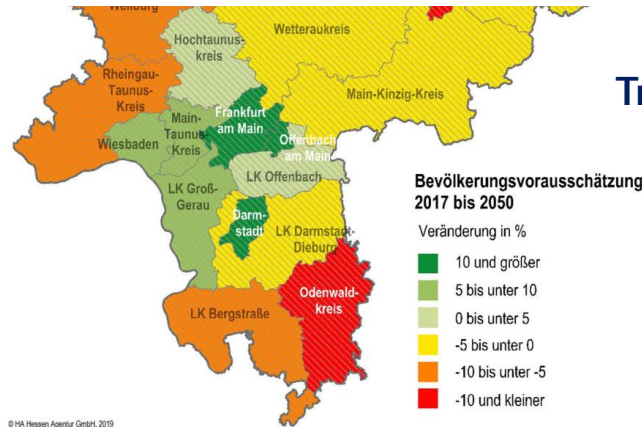 Weilburg
Hochtaunus-
kreis
Wetteraukreis
Rheingau-
Taunus-
Kreis
Main-Kinzig-Kreis
Tr
Main-
Taunus-
Kreis
Frankfurt
am Main
Wiesbaden
Offenbach
am Main
LK Offenbach
LK Groß-
Gerau
Darm-
stadt
LK Darmstadt-
Dieburg
Odenwald-
kreis
LK Bergstraße
Bevölkerungsvorausschätzung
2017 bis 2050
Veränderung in %
10 und größer
5 bis unter 10
0 bis unter 5
-5 bis unter 0
-10 bis unter -5
-10 und kleiner
© HA Hessen Agentur GmbH, 2019